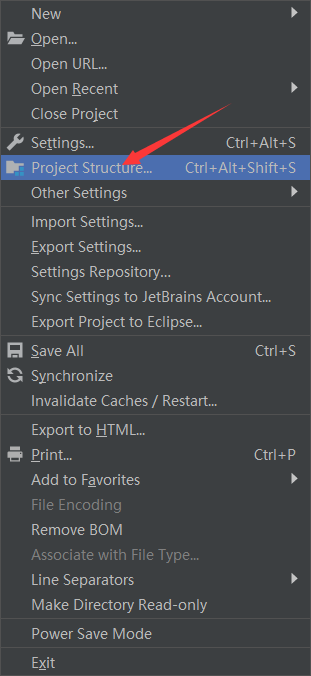 New
Open...
Open URL...
Open Recent
Close Project
Settings... Ctrl+Alt+S
Project Structure... Ctrl+Alt+Shift+S
Other Settings
Import Settings...
Export Settings...
Settings Repository...
Sync Settings to JetBrains Account...
Export Project to Eclipse...
Save All Ctrl+S
Synchronize
Invalidate Caches / Restart...
Export to HTML...
Print... Ctrl+P
Add to Favorites
File Encoding
Remove BOM
Associate with File Type...
Line Separators
Make Directory Read-only
Power Save Mode
Exit